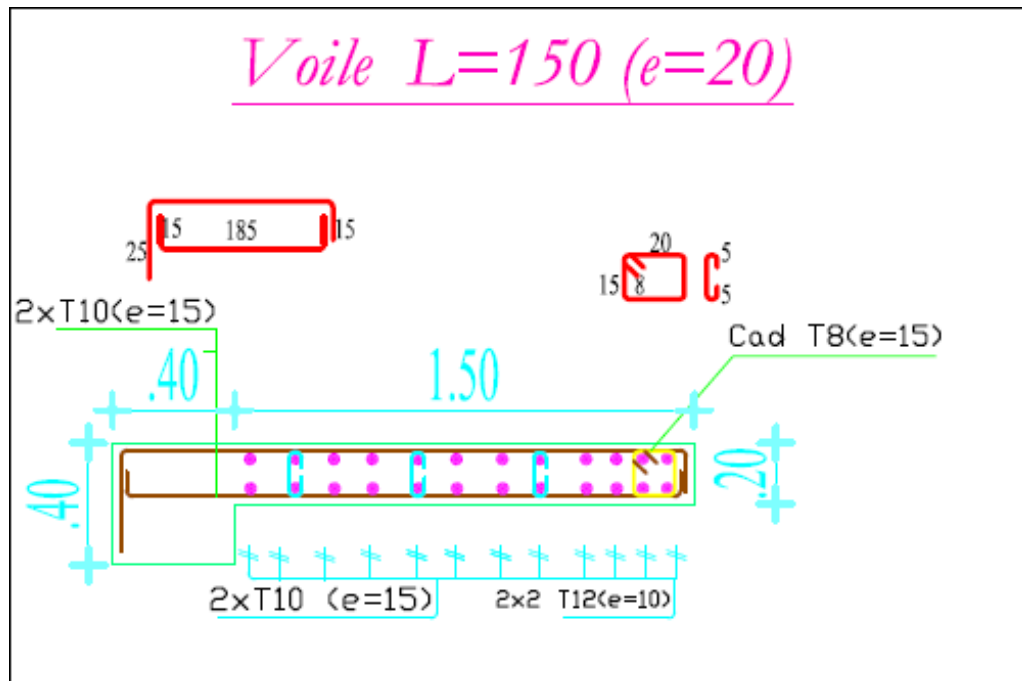 Voile L=150 (e=20)
15 185 15
25
20
5
15 8
5
2xT10(e=15)
Cad T8(e=15)
.40 1.50
.40
.20
2xT10 (e=15)
2x2 T12(e=10)